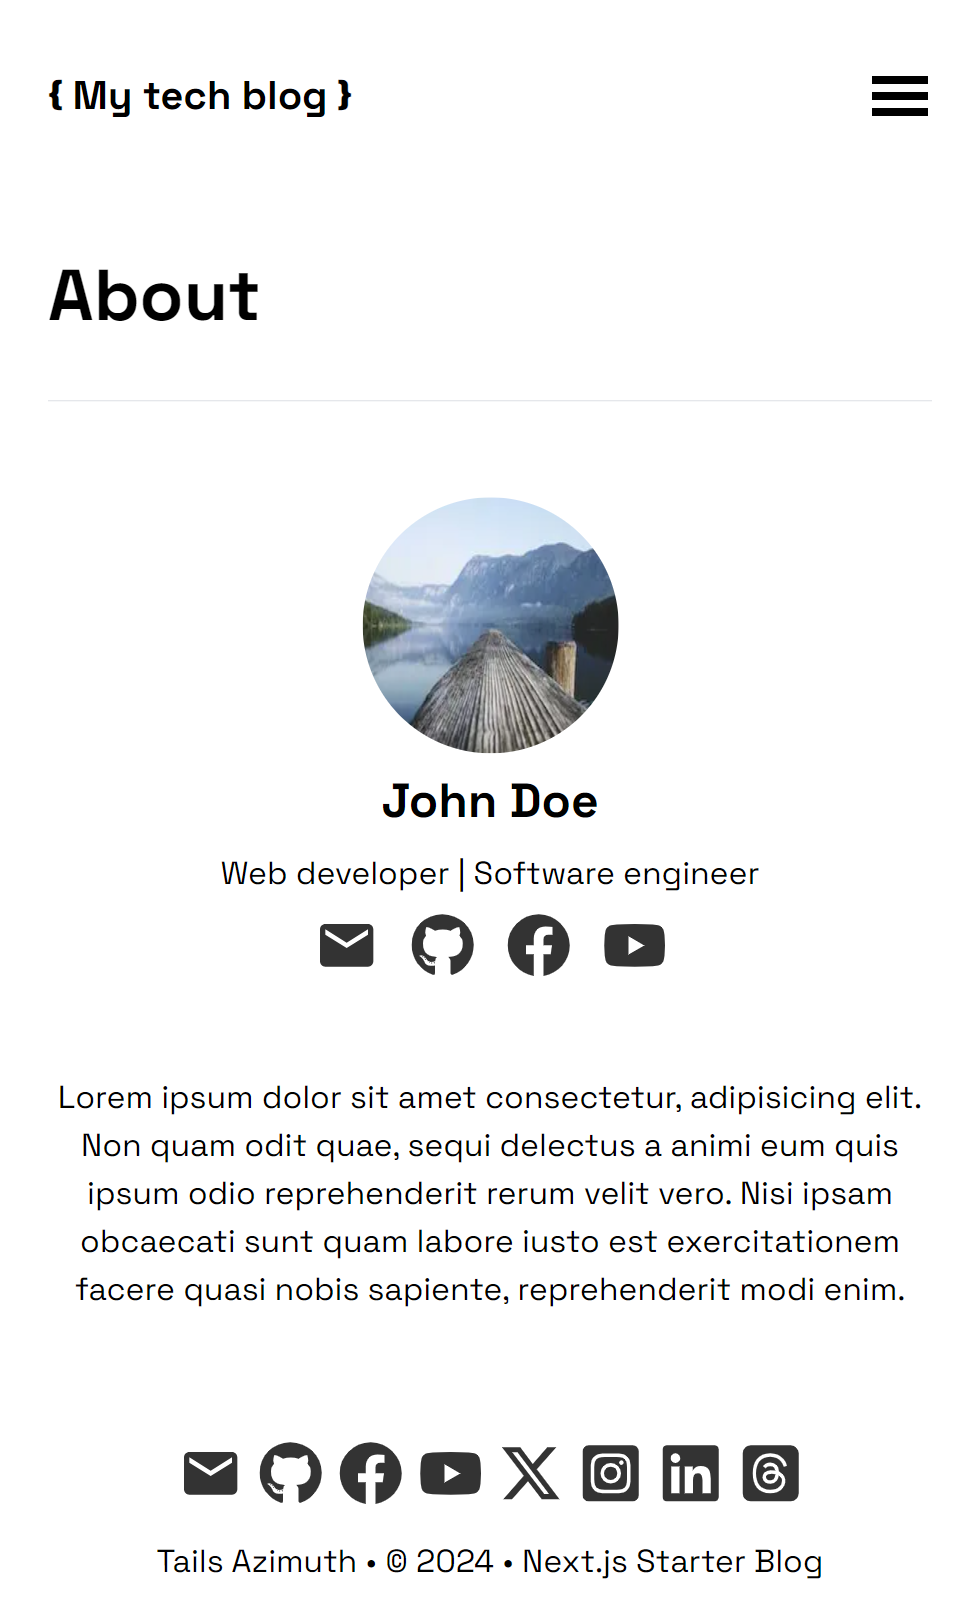 { My tech blog }
About
John Doe
Web developer | Software engineer
Lorem ipsum dolor sit amet consectetur, adipisicing elit.
Non quam odit quae, sequi delectus a animi eum quis
ipsum odio reprehenderit rerum velit vero. Nisi ipsam
obcaecati sunt quam labore iusto est exercitationem
facere quasi nobis sapiente, reprehenderit modi enim.
Tails Azimuth • © 2024 • Next.js Starter Blog